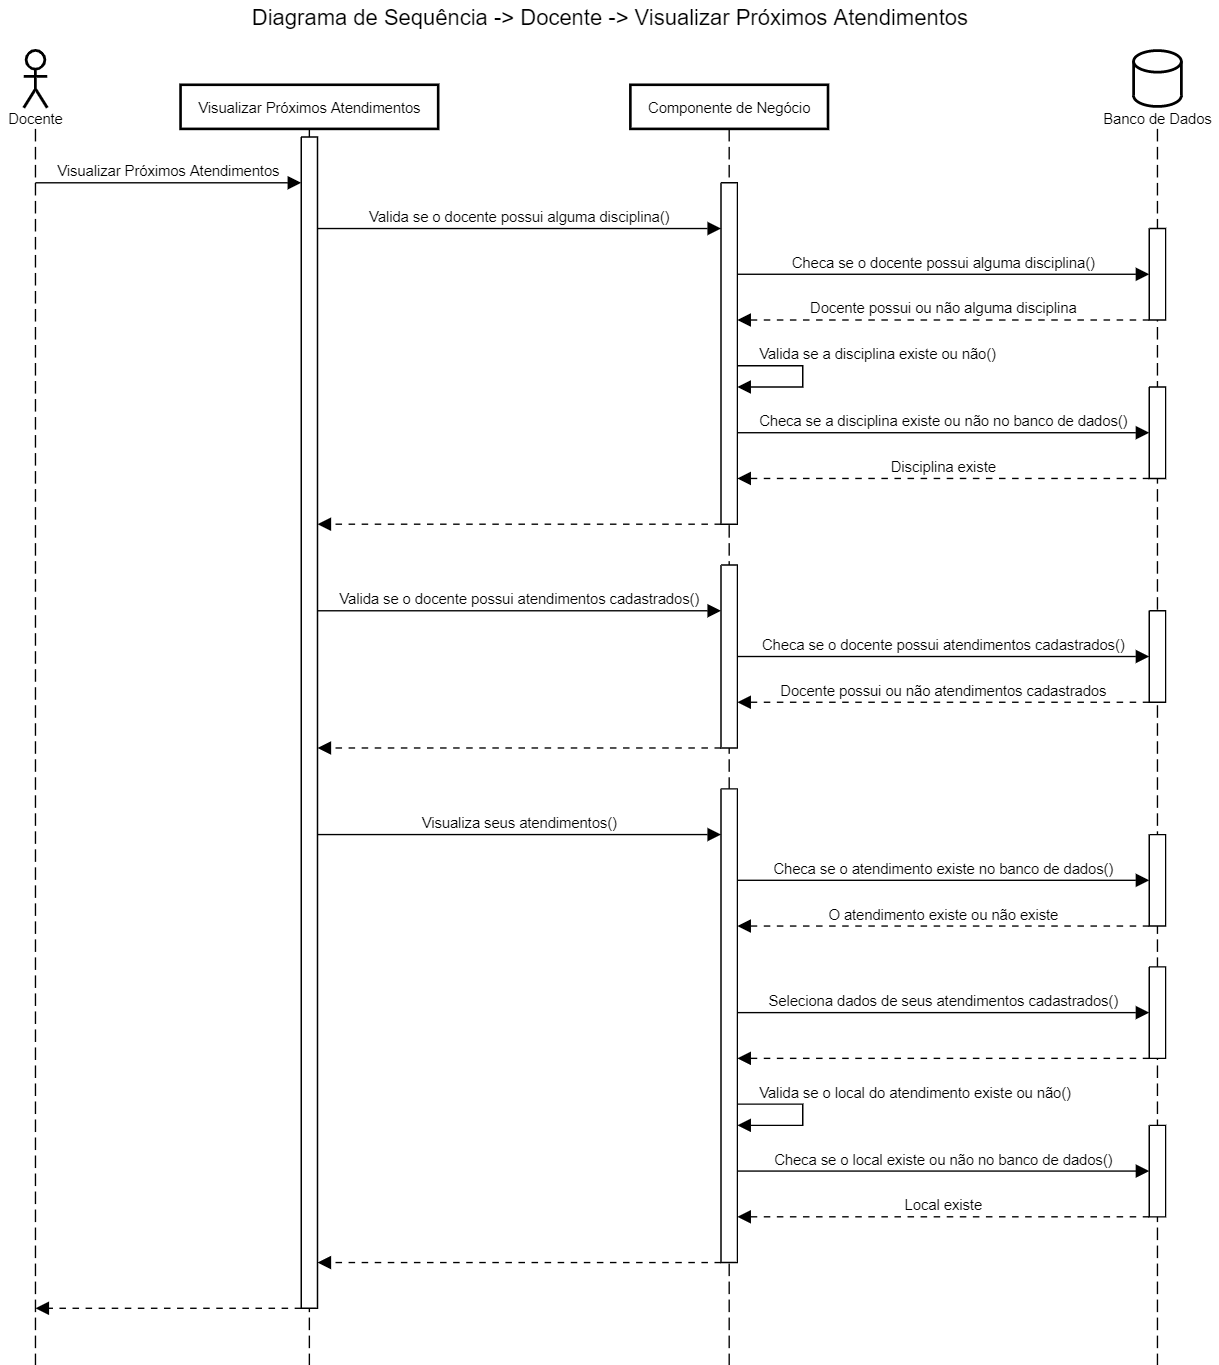 Diagrama de Sequência -> Docente -> Visualizar Próximos Atendimentos
Docente
Visualizar Próximos Atendimentos
Componente de Negócio
Banco de Dados
Visualizar Próximos Atendimentos
Valida se o docente possui alguma disciplina()
Checa se o docente possui alguma disciplina()
Docente possui ou não alguma disciplina
Valida se a disciplina existe ou não()
Checa se a disciplina existe ou não no banco de dados()
Disciplina existe
Valida se o docente possui atendimentos cadastrados()
Checa se o docente possui atendimentos cadastrados()
Docente possui ou não atendimentos cadastrados
Visualiza seus atendimentos()
Checa se o atendimento existe no banco de dados()
O atendimento existe ou não existe
Seleciona dados de seus atendimentos cadastrados()
Valida se o local do atendimento existe ou não()
Checa se o local existe ou não no banco de dados()
Local existe